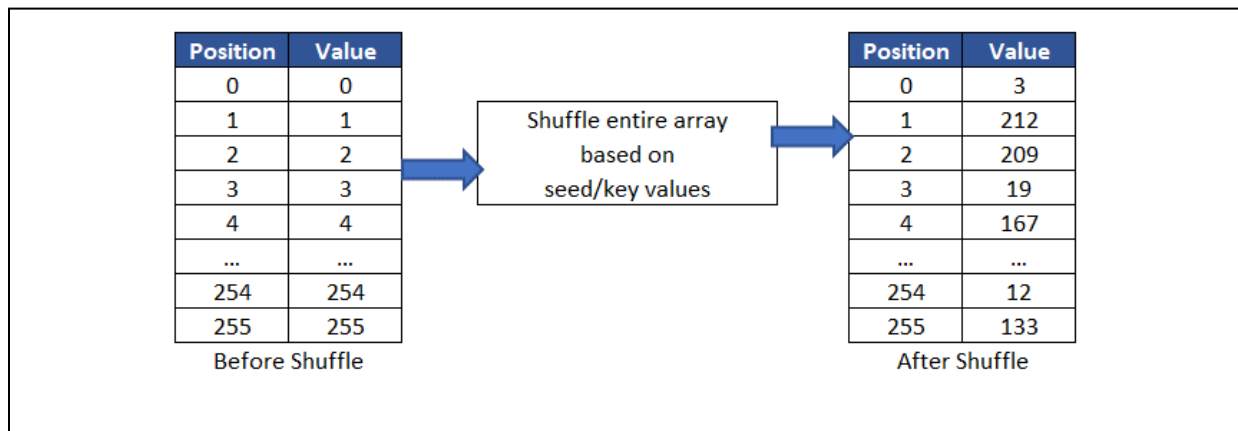 Position Value
0 0
1 1
2 2
3 3
4 4
... ...
254 254
255 255
Before Shuffle
Shuffle entire array
based on
seed/key values
Position Value
0 3
1 212
2 209
3 19
4 167
... ...
254 12
255 133
After Shuffle